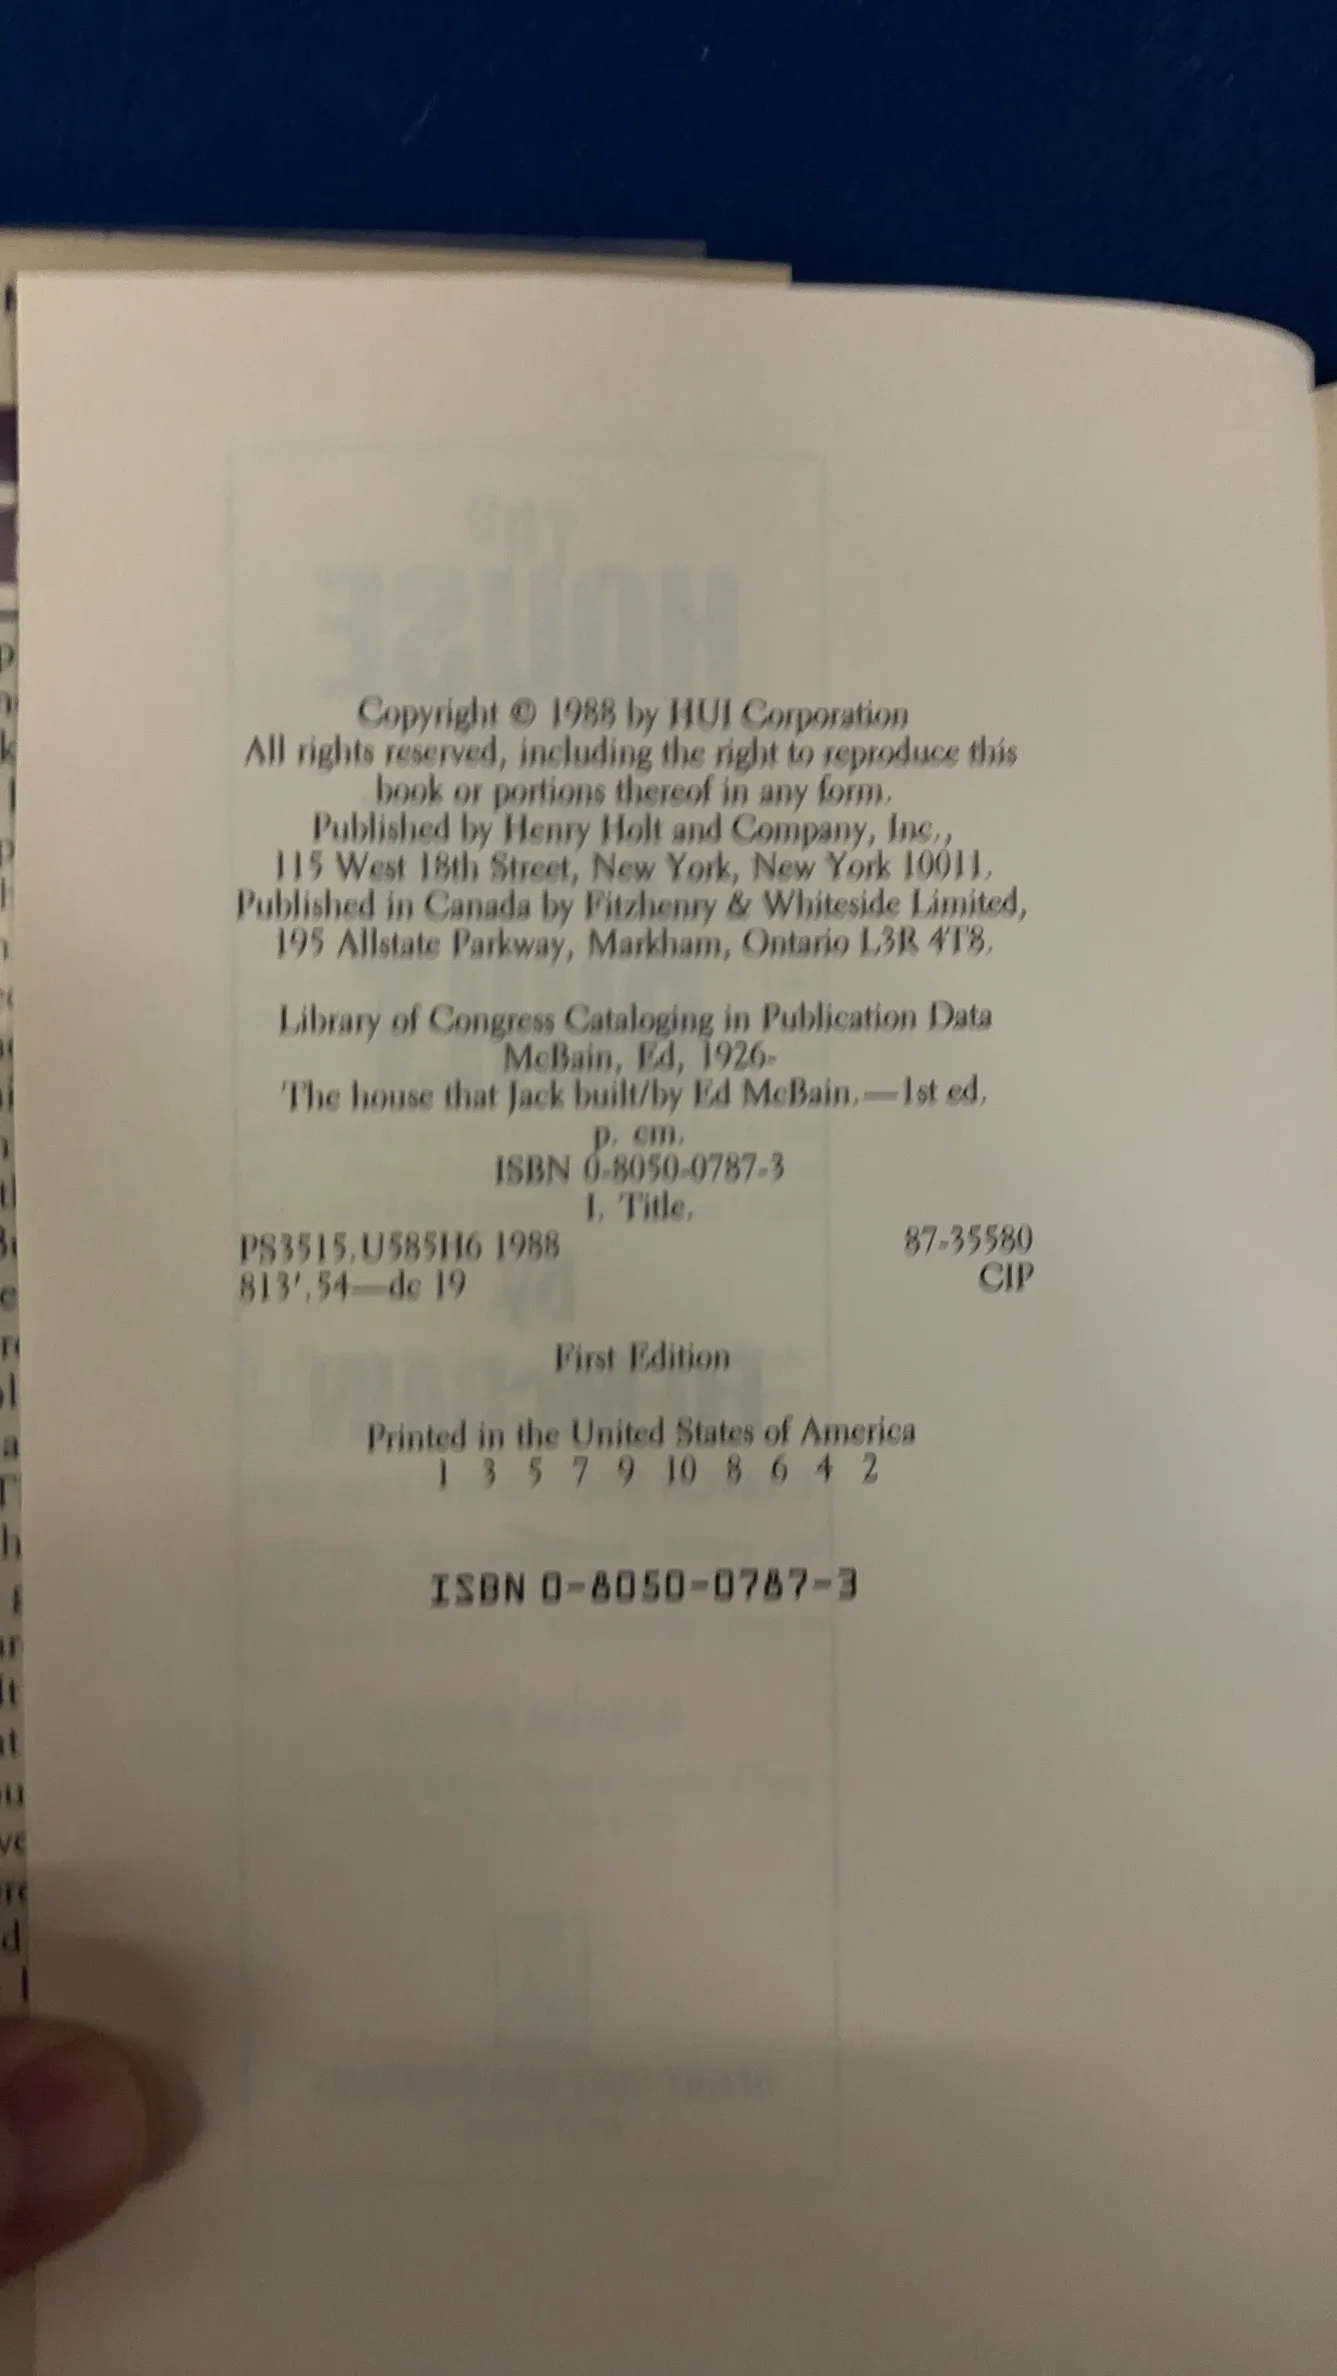 Copyright © 1988 by HUI Corporation
All rights reserved, including the right to reproduce this
book or portions thereof in any form.
Published by Henry Holt and Company, Inc.,
115 West 18th Street, New York, New York 10011.
Published in Canada by Fitzhenry & Whiteside Limited,
195 Allstate Parkway, Markham, Ontario L3R 4T8.
Library of Congress Cataloging in Publication Data
McBain, Ed, 1926-
The house that Jack built/by Ed McBain.—1st ed.
p. cm.
ISBN 0-8050-0787-3
I. Title.
PS3515.U585H6 1988 87-35580
813'.54—dc 19 CIP
First Edition
Printed in the United States of America
1 3 5 7 9 10 8 6 4 2
ISBN 0-8050-0787-3